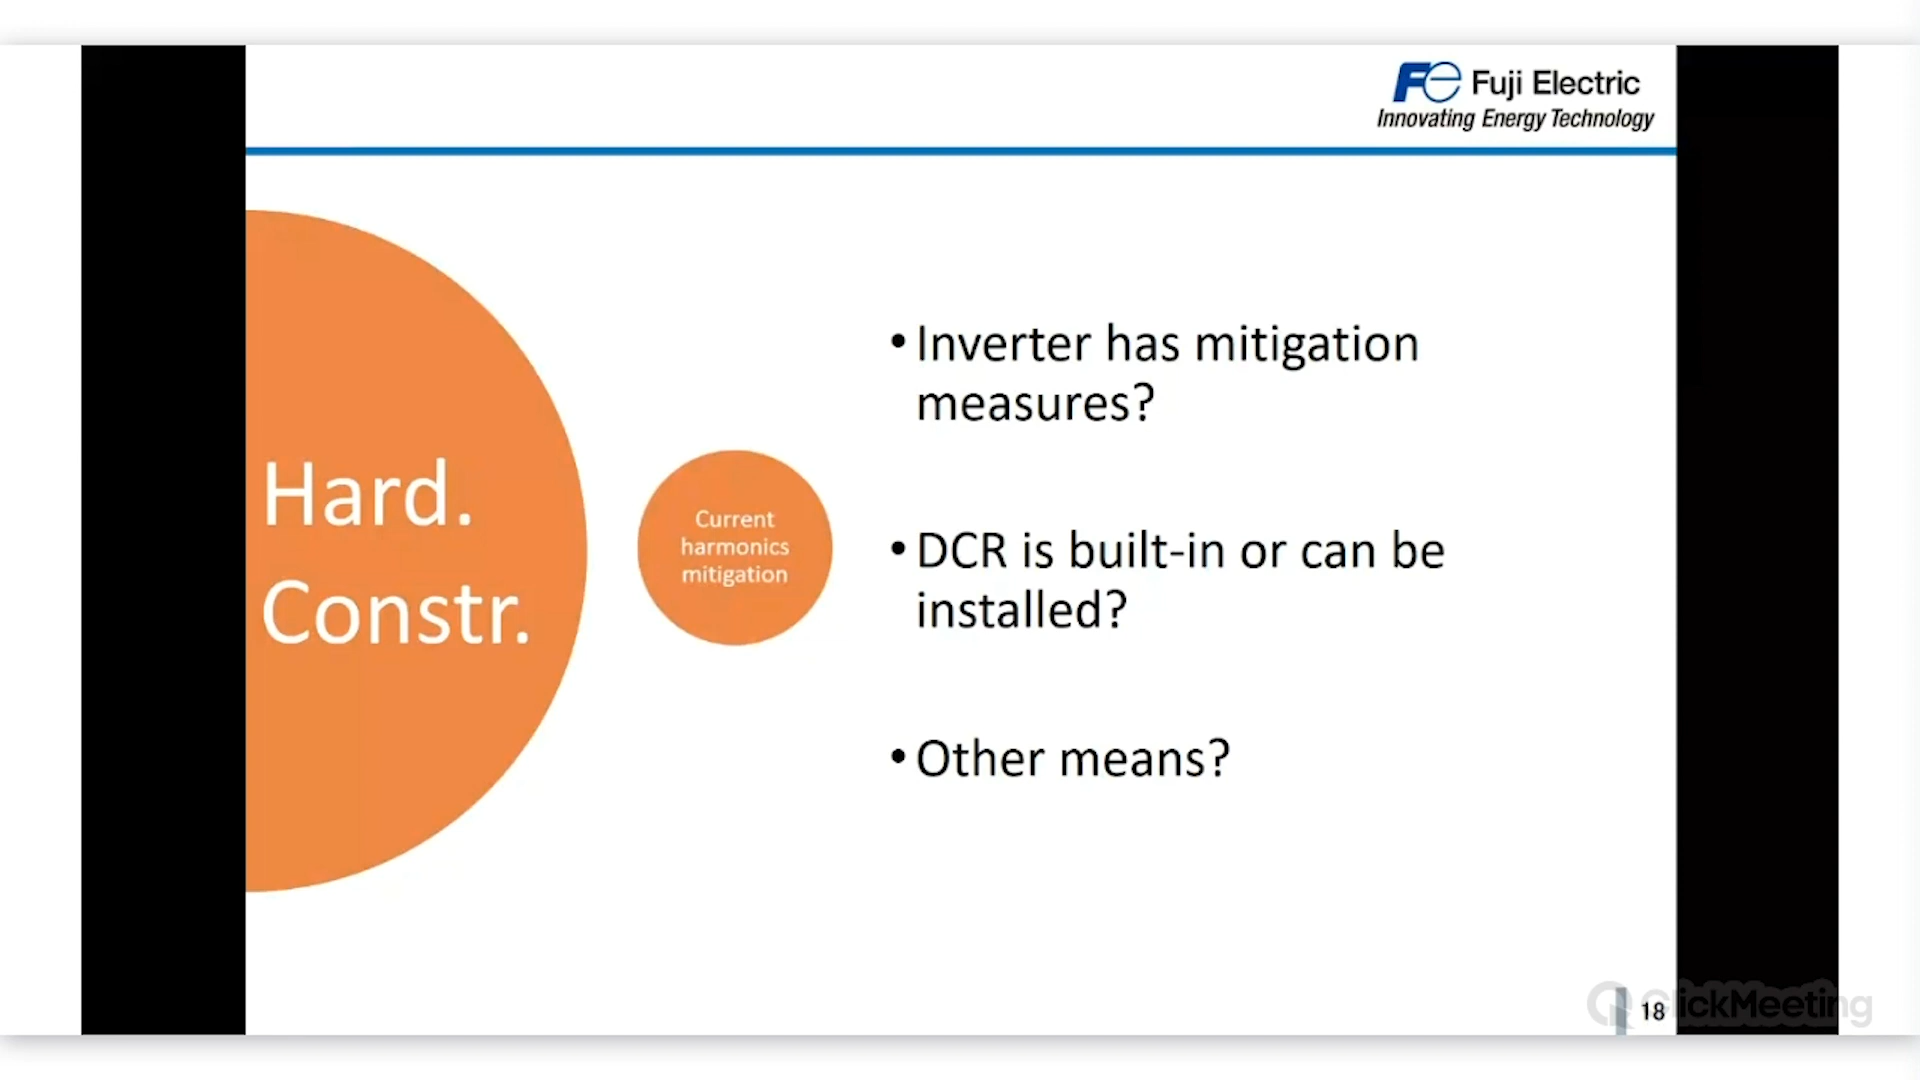 Fe Fuji Electric
Innovating Energy Technology
Hard.
Constr.
Current
harmonics
mitigation
•Inverter has mitigation
measures?
•DCR is built-in or can be
installed?
•Other means?
18
ClickMeeting